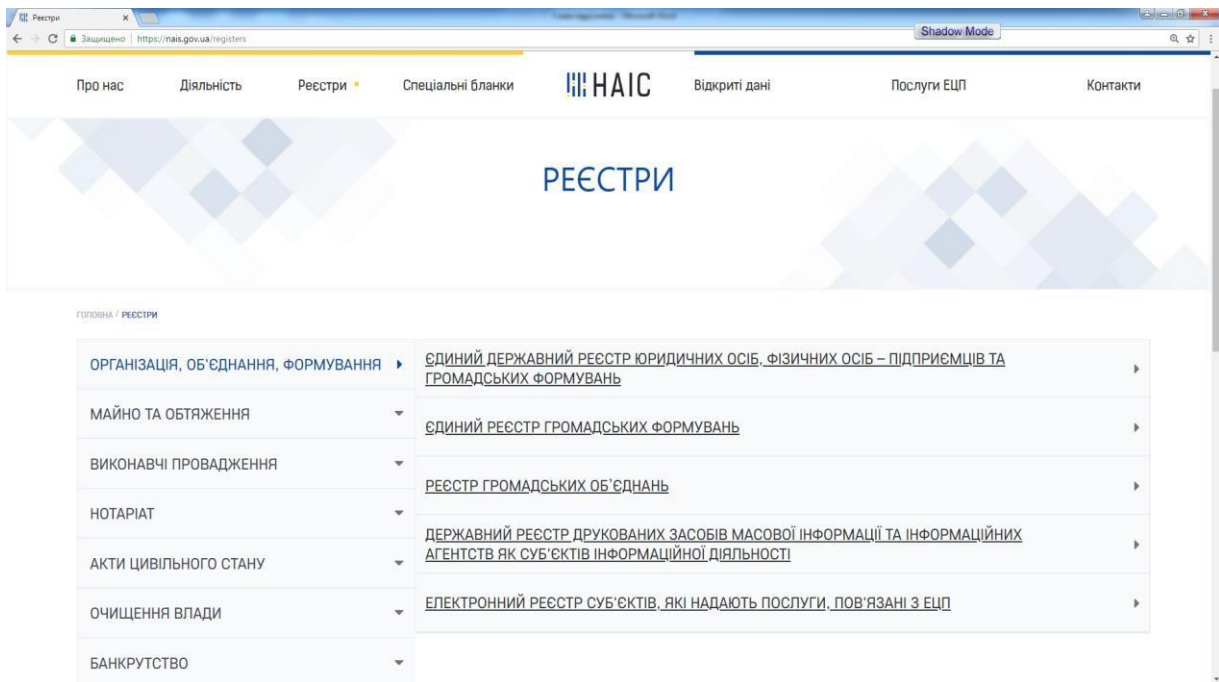 Реєстри
Shadow Mode
Защищено https://nais.gov.ua/registers
Про нас Діяльність Реєстри Спеціальні бланки НАІС Відкриті дані Послуги ЕЦП Контакти
РЕЄСТРИ
ГОЛОВНА / РЕЄСТРИ
ОРГАНІЗАЦІЯ, ОБ'ЄДНАННЯ, ФОРМУВАННЯ
МАЙНО ТА ОБТЯЖЕННЯ
ВИКОНАВЧІ ПРОВАДЖЕННЯ
НОТАРІАТ
АКТИ ЦИВІЛЬНОГО СТАНУ
ОЧИЩЕННЯ ВЛАДИ
БАНКРУТСТВО
ЄДИНИЙ ДЕРЖАВНИЙ РЕЄСТР ЮРИДИЧНИХ ОСІБ, ФІЗИЧНИХ ОСІБ – ПІДПРИЄМЦІВ ТА
ГРОМАДСЬКИХ ФОРМУВАНЬ
ЄДИНИЙ РЕЄСТР ГРОМАДСЬКИХ ФОРМУВАНЬ
РЕЄСТР ГРОМАДСЬКИХ ОБ'ЄДНАНЬ
ДЕРЖАВНИЙ РЕЄСТР ДРУКОВАНИХ ЗАСОБІВ МАСОВОЇ ІНФОРМАЦІЇ ТА ІНФОРМАЦІЙНИХ
АГЕНТСТВ ЯК СУБ'ЄКТІВ ІНФОРМАЦІЙНОЇ ДІЯЛЬНОСТІ
ЕЛЕКТРОННИЙ РЕЄСТР СУБ'ЄКТІВ, ЯКІ НАДАЮТЬ ПОСЛУГИ, ПОВ'ЯЗАНІ З ЕЦП